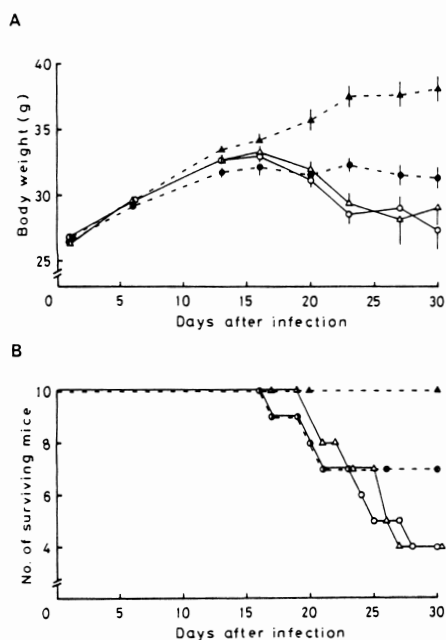 A
Body weight (g)
40
35
30
25
0 5 10 15 20 25 30
Days after infection
B
No. of surviving mice
10
8
6
4
0 5 10 15 20 25 30
Days after infection